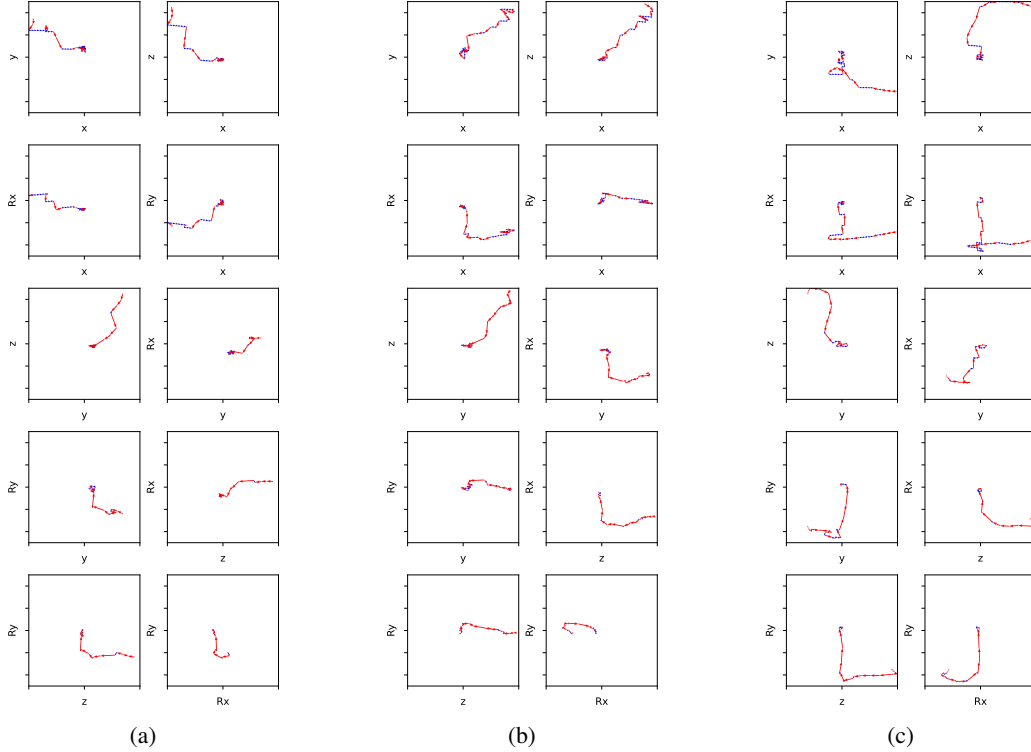 y z y z y z
x x x x x x
Rx Ry Rx Ry Rx Ry
x x x x x x
z Rx z Rx z Rx
y y y y y y
Ry Rx Ry Rx Ry Rx
y z y z y z
Ry Ry Ry Ry Ry Ry
z Rx z Rx z Rx
(a) (b) (c)